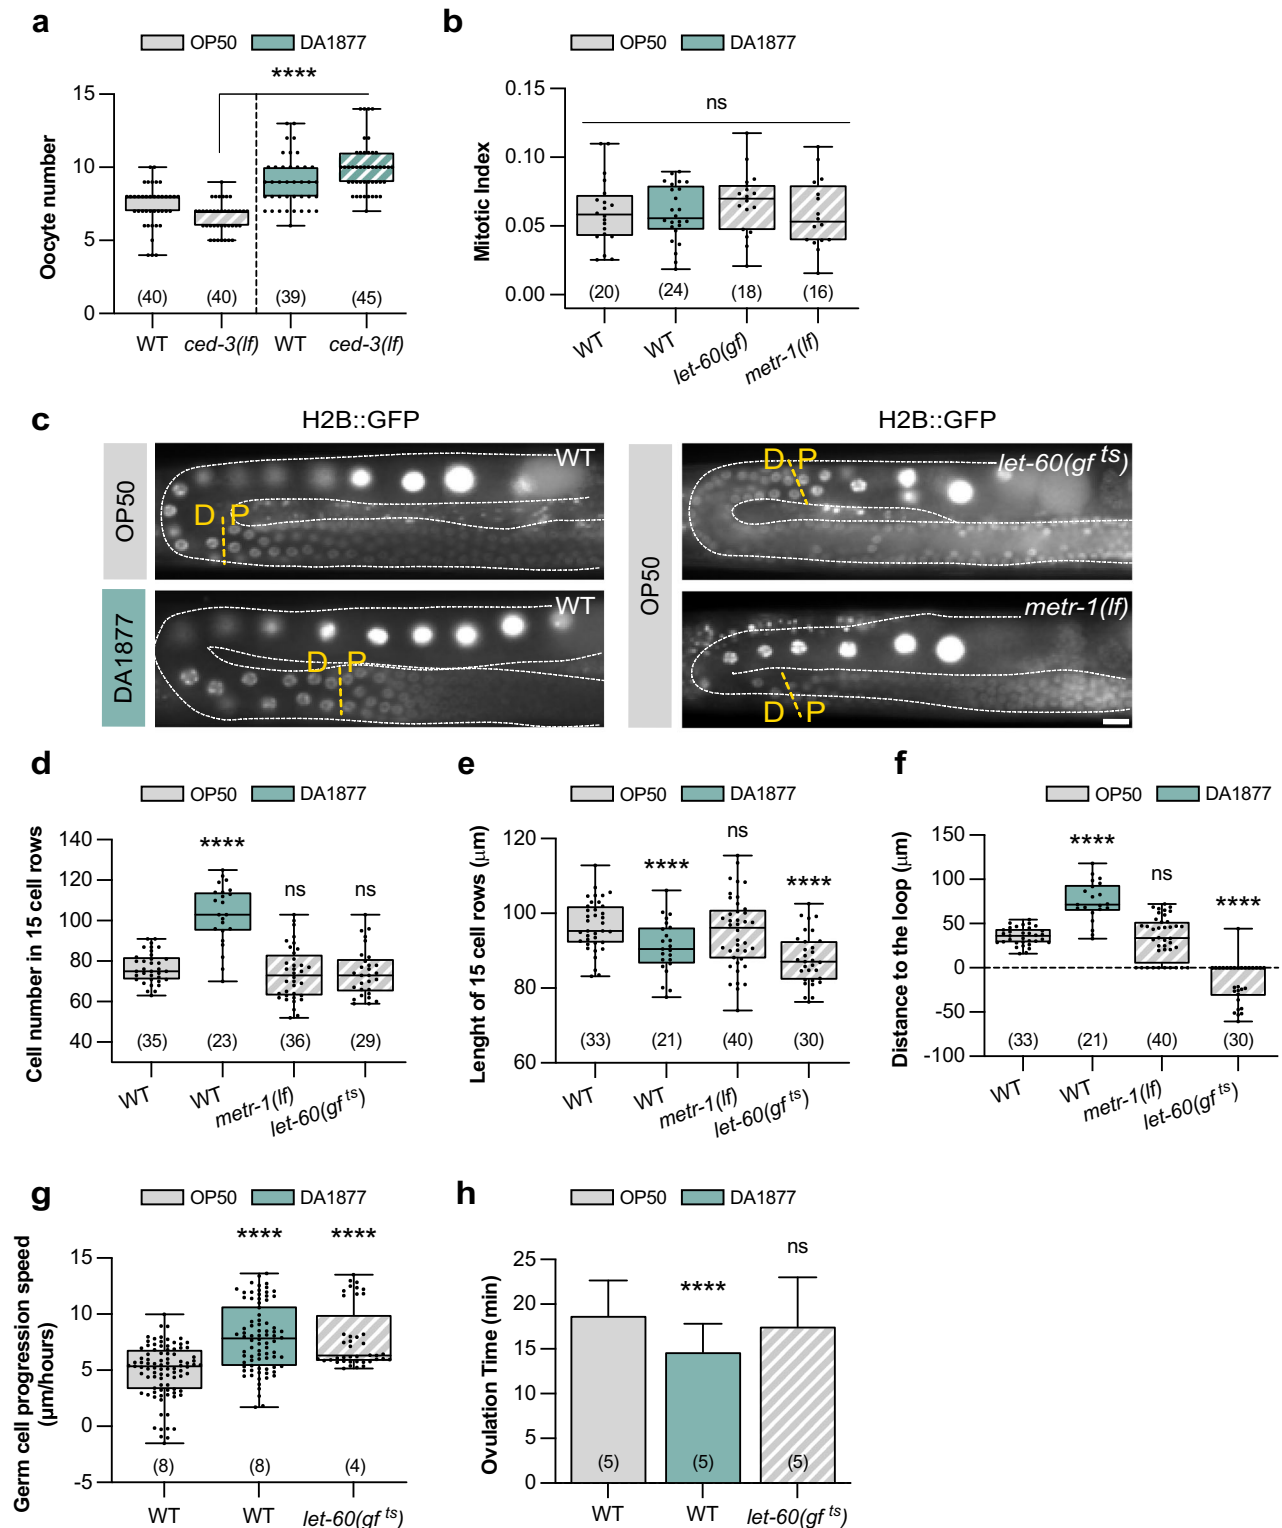 a
OP50 DA1877
****
Oocyte number
15
10
5
0
(40) (40) (39) (45)
WT ced-3(lf) WT ced-3(lf)
b
OP50 DA1877
ns
Mitotic Index
0.15
0.10
0.05
0.00
(20) (24) (18) (16)
WT WT let-60(gf) metr-1(lf)
c
H2B::GFP H2B::GFP
OP50
WT
D P
DA1877
WT
D P
OP50
let-60(gf ts)
D P
metr-1(lf)
D P
d
OP50 DA1877
Cell number in 15 cell rows
140
120
100
80
60
40
**** ns ns
(35) (23) (36) (29)
WT WT metr-1(lf) let-60(gf ts)
e
OP50 DA1877
Lenght of 15 cell rows (μm)
120
100
80
60
**** ns ****
(33) (21) (40) (30)
WT WT metr-1(lf) let-60(gf ts)
f
OP50 DA1877
Distance to the loop (μm)
150
100
50
0
-50
-100
**** ns ****
(33) (21) (40) (30)
WT WT metr-1(lf) let-60(gf ts)
g
OP50 DA1877
Germ cell progression speed
(μm/hours)
15
10
5
0
-5
**** ****
(8) (8) (4)
WT WT let-60(gf ts)
h
OP50 DA1877
Ovulation Time (min)
25
20
15
10
5
0
**** ns
(5) (5) (5)
WT WT let-60(gf ts)